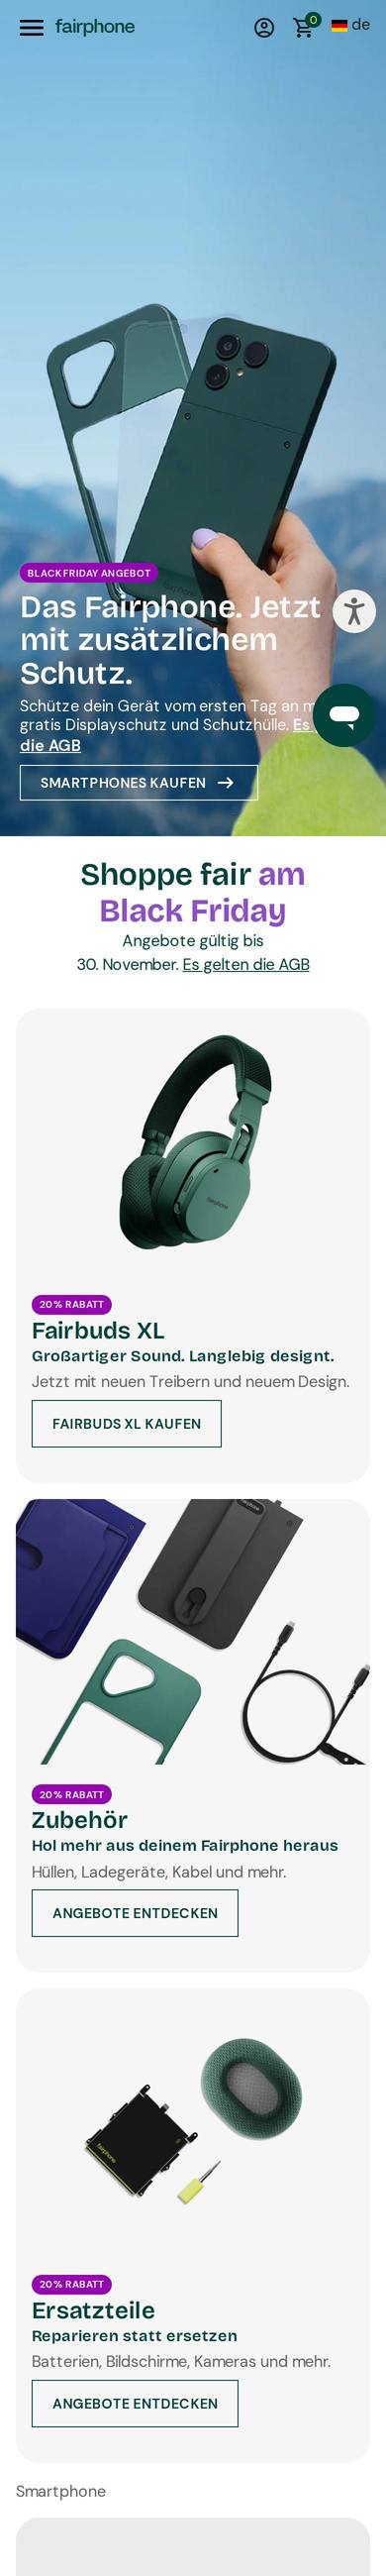 fairphone
0
de
BLACK FRIDAY ANGEBOT
Das Fairphone. Jetzt
mit zusätzlichem
Schutz.
Schütze dein Gerät vom ersten Tag an
gratis Displayschutz und Schutzhülle. Es
die AGB
SMARTPHONES KAUFEN →
Shoppe fair am
Black Friday
Angebote gültig bis
30. November. Es gelten die AGB
fairphone
20% RABATT
Fairbuds XL
Großartiger Sound. Langlebig designt.
Jetzt mit neuen Treibern und neuem Design.
FAIRBUDS XL KAUFEN
20% RABATT
Zubehör
Hol mehr aus deinem Fairphone heraus
Hüllen, Ladegeräte, Kabel und mehr.
ANGEBOTE ENTDECKEN
fairphone
20% RABATT
Ersatzteile
Reparieren statt ersetzen
Batterien, Bildschirme, Kameras und mehr.
ANGEBOTE ENTDECKEN
Smartphone